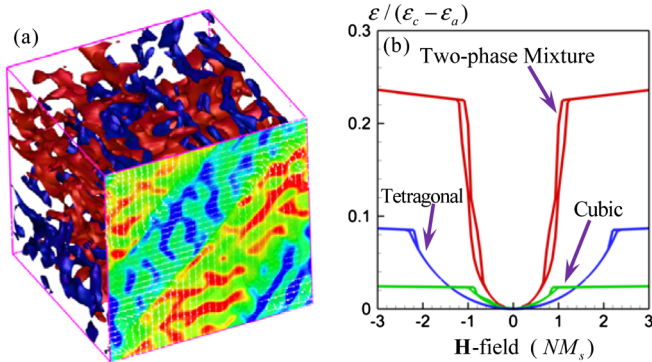 (a)
ε / (ε_c − ε_a)
0.3
(b)
Two-phase Mixture
0.2
Tetragonal
Cubic
0.1
0
-3 -2 -1 0 1 2 3
H-field ( NM_s )